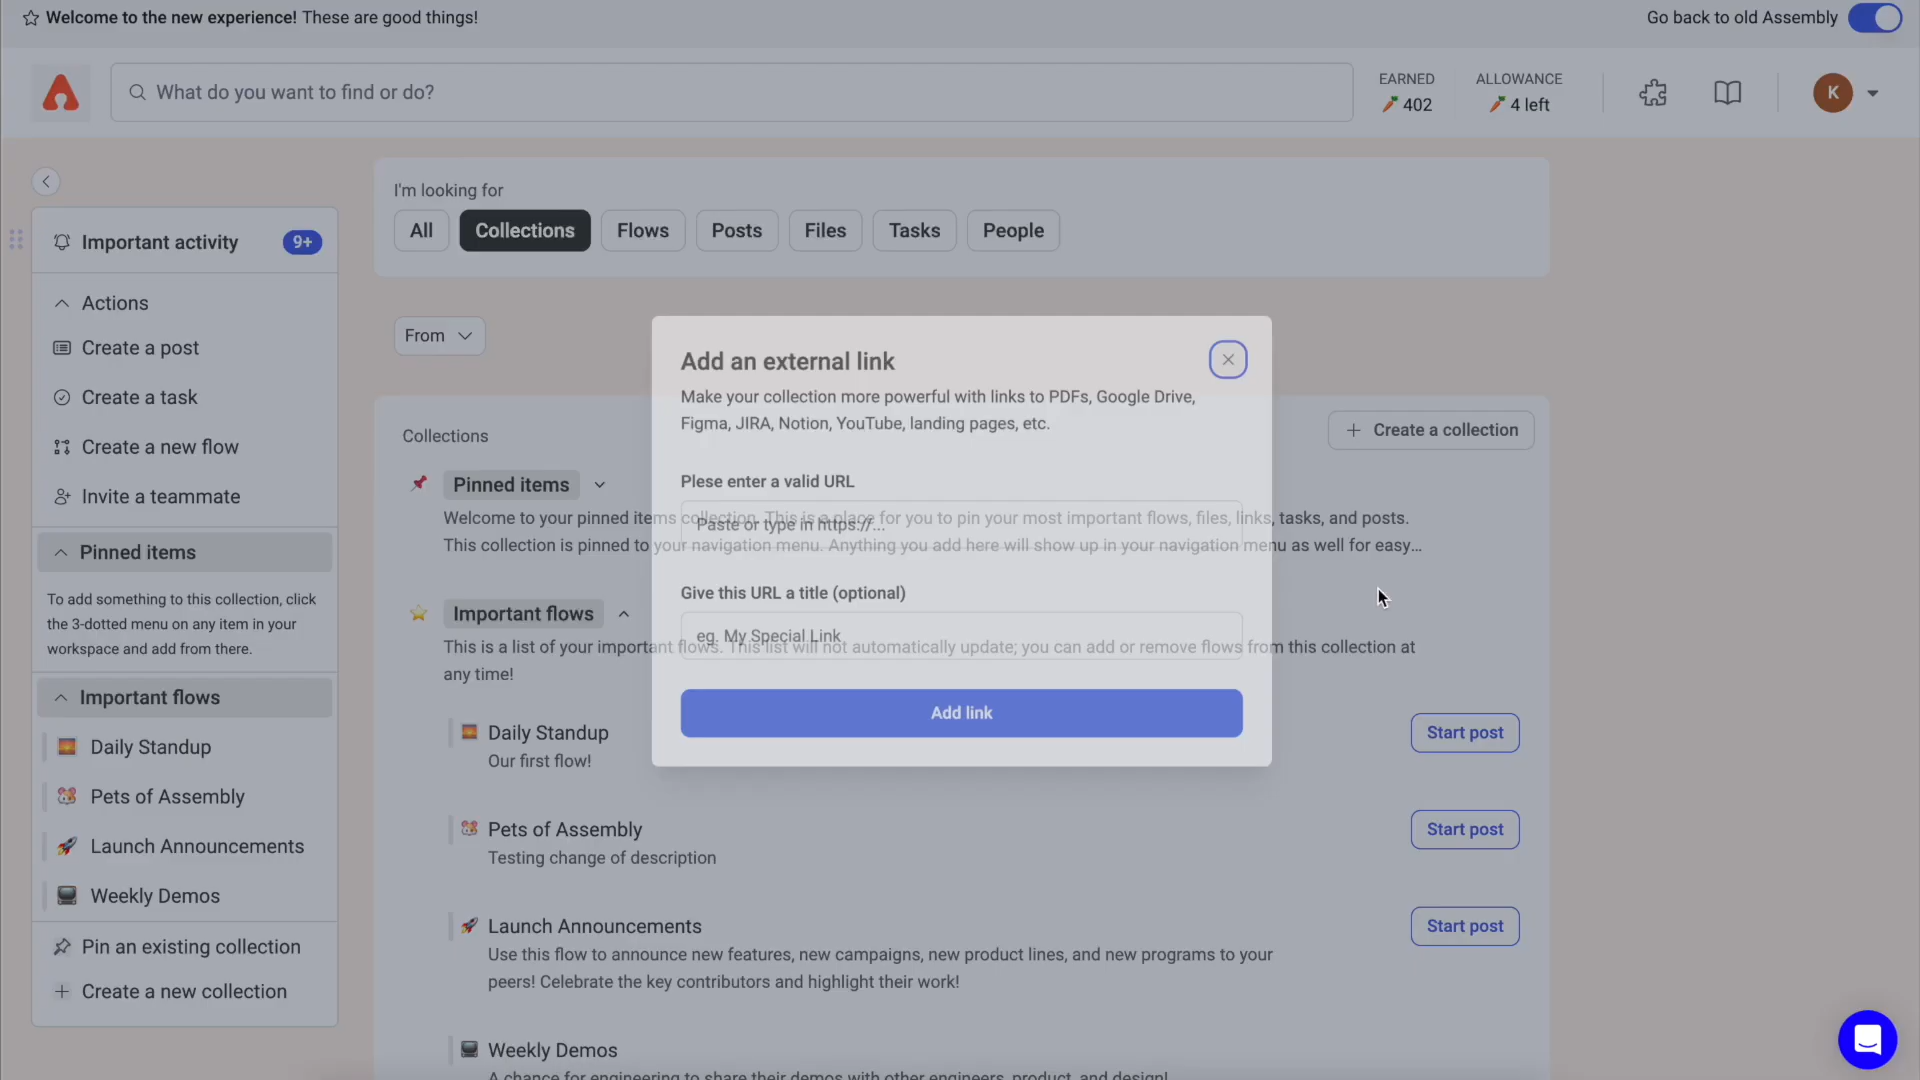 Welcome to the new experience! These are good things!
Go back to old Assembly
What do you want to find or do?
EARNED
402
ALLOWANCE
4 left
K
Important activity
9+
Actions
Create a post
Create a task
Create a new flow
Invite a teammate
Pinned items
To add something to this collection, click
the 3-dotted menu on any item in your
workspace and add from there.
Important flows
Daily Standup
Pets of Assembly
Launch Announcements
Weekly Demos
Pin an existing collection
Create a new collection
I'm looking for
All
Collections
Flows
Posts
Files
Tasks
People
From
Collections
Create a collection
Pinned items
Welcome to your pinned items collection. This is a place for you to pin your most important flows, files, links, tasks, and posts.
This collection is pinned to your navigation menu. Anything you add here will show up in your navigation menu as well for easy...
Important flows
This is a list of your important flows. This list will not automatically update; you can add or remove flows from this collection at
any time!
Daily Standup
Our first flow!
Start post
Pets of Assembly
Testing change of description
Start post
Launch Announcements
Use this flow to announce new features, new campaigns, new product lines, and new programs to your
peers! Celebrate the key contributors and highlight their work!
Start post
Weekly Demos
A chance for engineering to share their demos with other engineers, product, and design!
Add an external link
Make your collection more powerful with links to PDFs, Google Drive,
Figma, JIRA, Notion, YouTube, landing pages, etc.
Plese enter a valid URL
Paste or type in https://...
Give this URL a title (optional)
eg. My Special Link
Add link